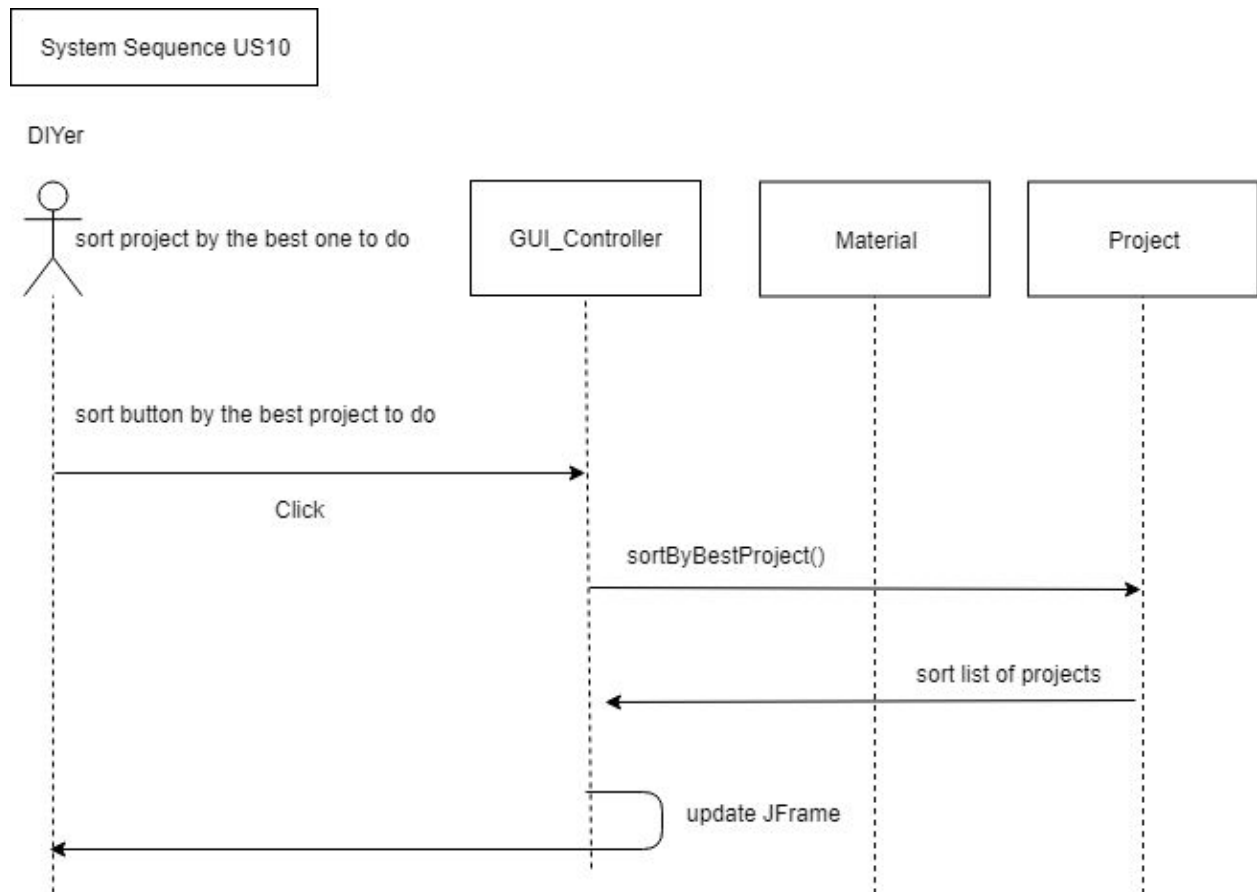 System Sequence US10
DIYer
sort project by the best one to do
GUI_Controller
Material
Project
sort button by the best project to do
Click
sortByBestProject()
sort list of projects
update JFrame